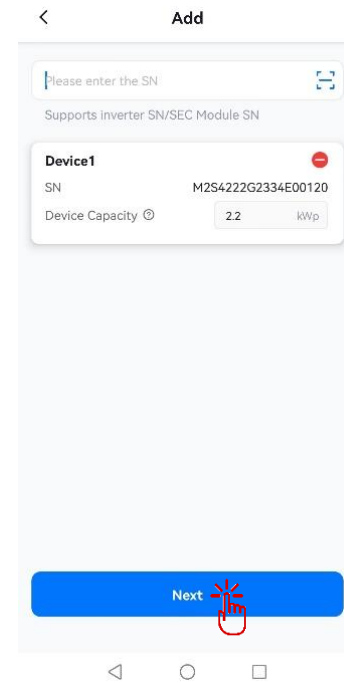 Add
Please enter the SN
Supports inverter SN/SEC Module SN
Device1
SN M2S4222G2334E00120
Device Capacity ? 2.2 kWp
Next